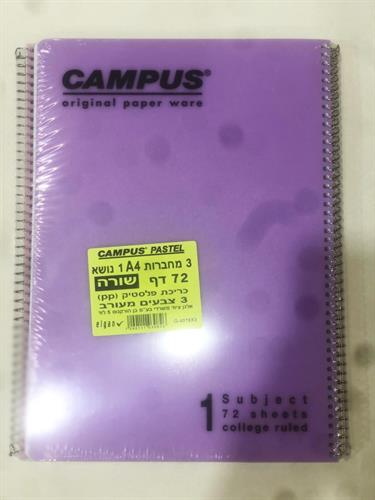 CAMPUS®
original paper ware
CAMPUS PASTEL
3 מחברות A4 1 נושא
72 דף שורה
כריכת פלסטיק (pp)
3 צבעים מעורב
eigan
1 Subject
72 sheets
college ruled